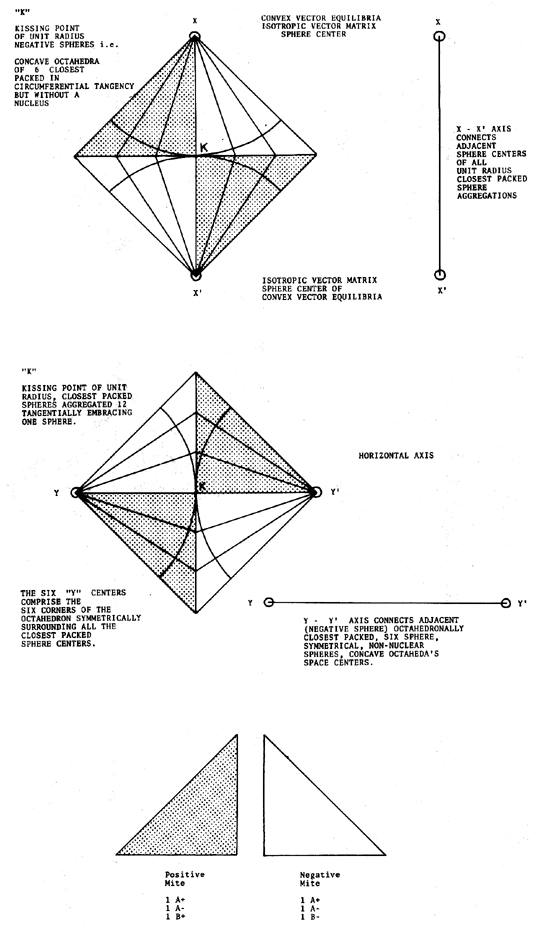 "K"
KISSING POINT
OF UNIT RADIUS
NEGATIVE SPHERES i.e.
CONCAVE OCTAHEDRA
OF 6 CLOSEST
PACKED IN
CIRCUMFERENTIAL TANGENCY
BUT WITHOUT A
NUCLEUS
X
CONVEX VECTOR EQUILIBRIA
ISOTROPIC VECTOR MATRIX
SPHERE CENTER
K
X'
ISOTROPIC VECTOR MATRIX
SPHERE CENTER OF
CONVEX VECTOR EQUILIBRIA
X
X - X' AXIS
CONNECTS
ADJACENT
SPHERE CENTERS
OF ALL
UNIT RADIUS
CLOSEST PACKED
SPHERE
AGGREGATIONS
X'
"K"
KISSING POINT OF UNIT
RADIUS, CLOSEST PACKED
SPHERES AGGREGATED 12
TANGENTIALLY EMBRACING
ONE SPHERE.
HORIZONTAL AXIS
Y
K
Y'
THE SIX "Y" CENTERS
COMPRISE THE
SIX CORNERS OF THE
OCTAHEDRON SYMMETRICALLY
SURROUNDING ALL THE
CLOSEST PACKED
SPHERE CENTERS.
Y
Y'
Y - Y' AXIS CONNECTS ADJACENT
(NEGATIVE SPHERE) OCTAHEDRONALLY
CLOSEST PACKED, SIX SPHERE,
SYMMETRICAL, NON-NUCLEAR
SPHERES, CONCAVE OCTAHEDA'S
SPACE CENTERS.
Positive
Mite
1 A+
1 A-
1 B+
Negative
Mite
1 A+
1 A-
1 B-